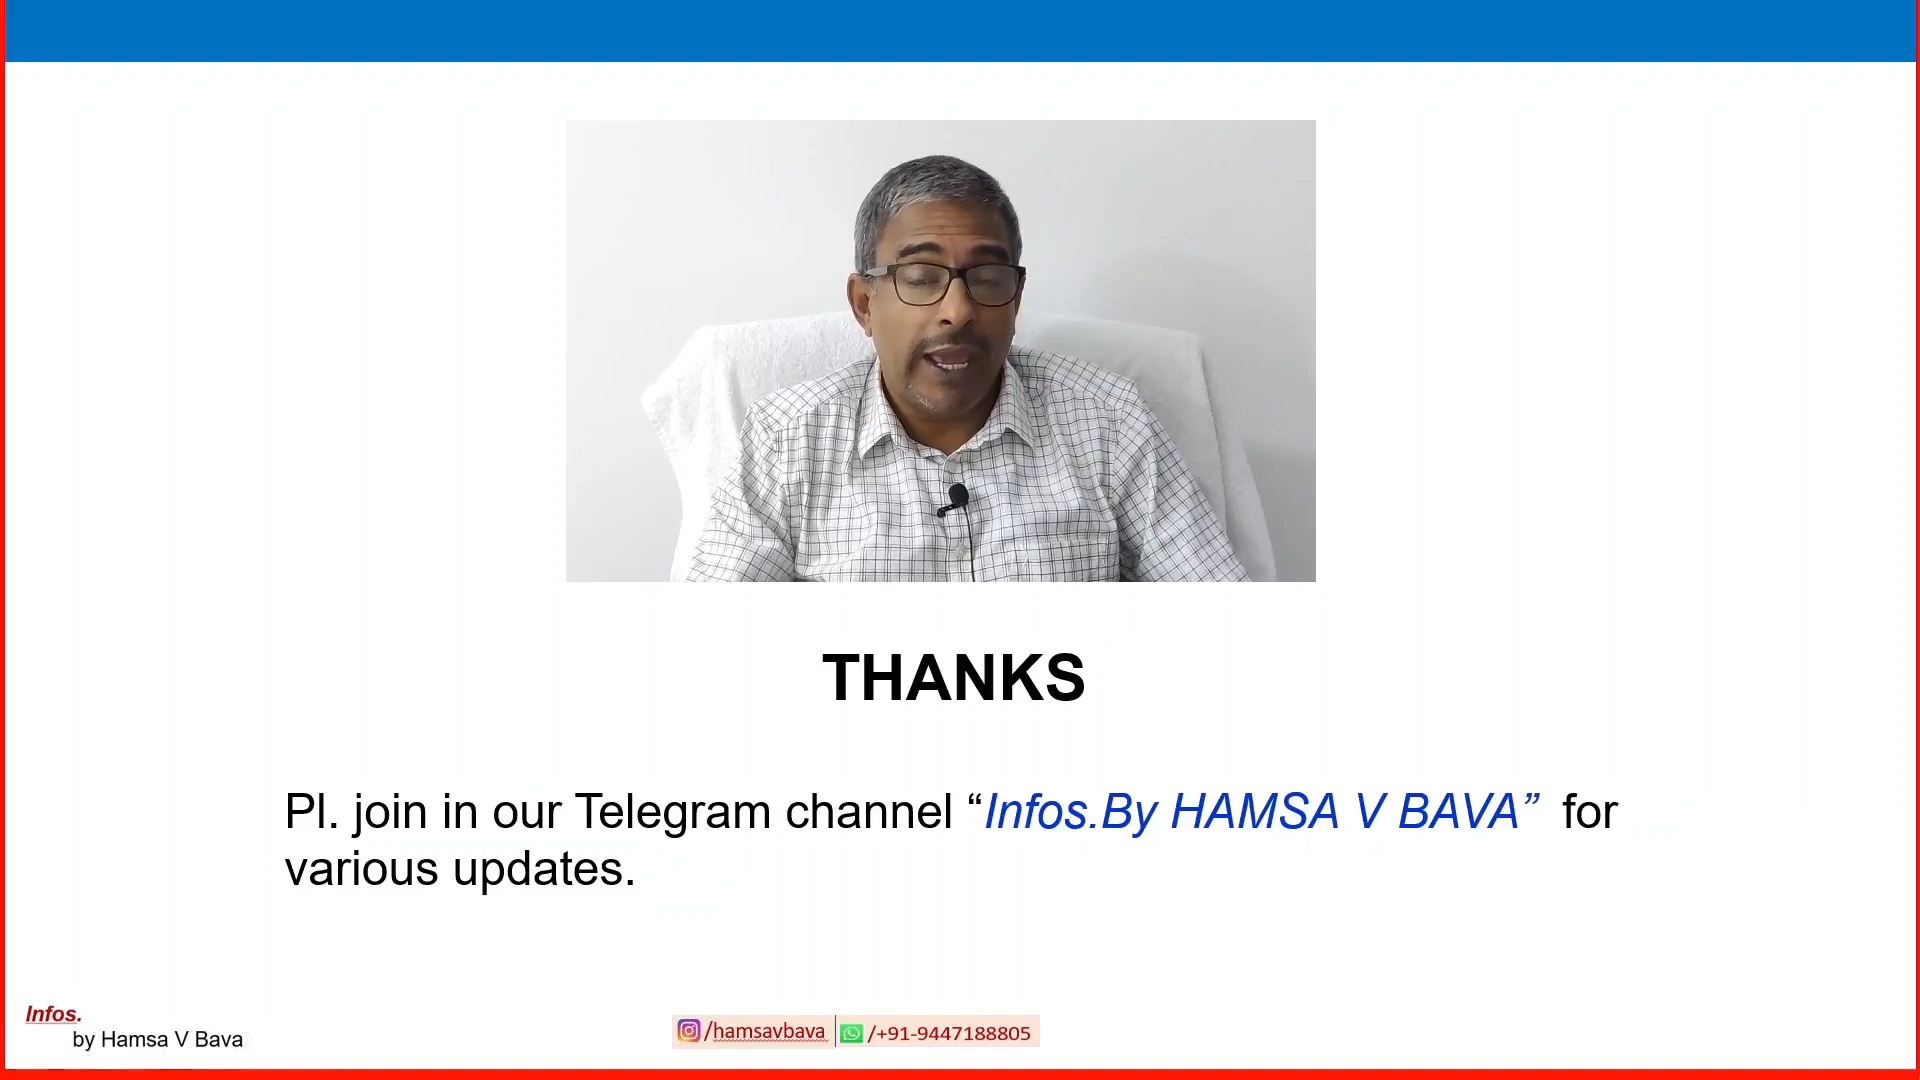 THANKS
Pl. join in our Telegram channel “Infos.By HAMSA V BAVA” for
various updates.
Infos.
by Hamsa V Bava
/hamsavbava
/+91-9447188805